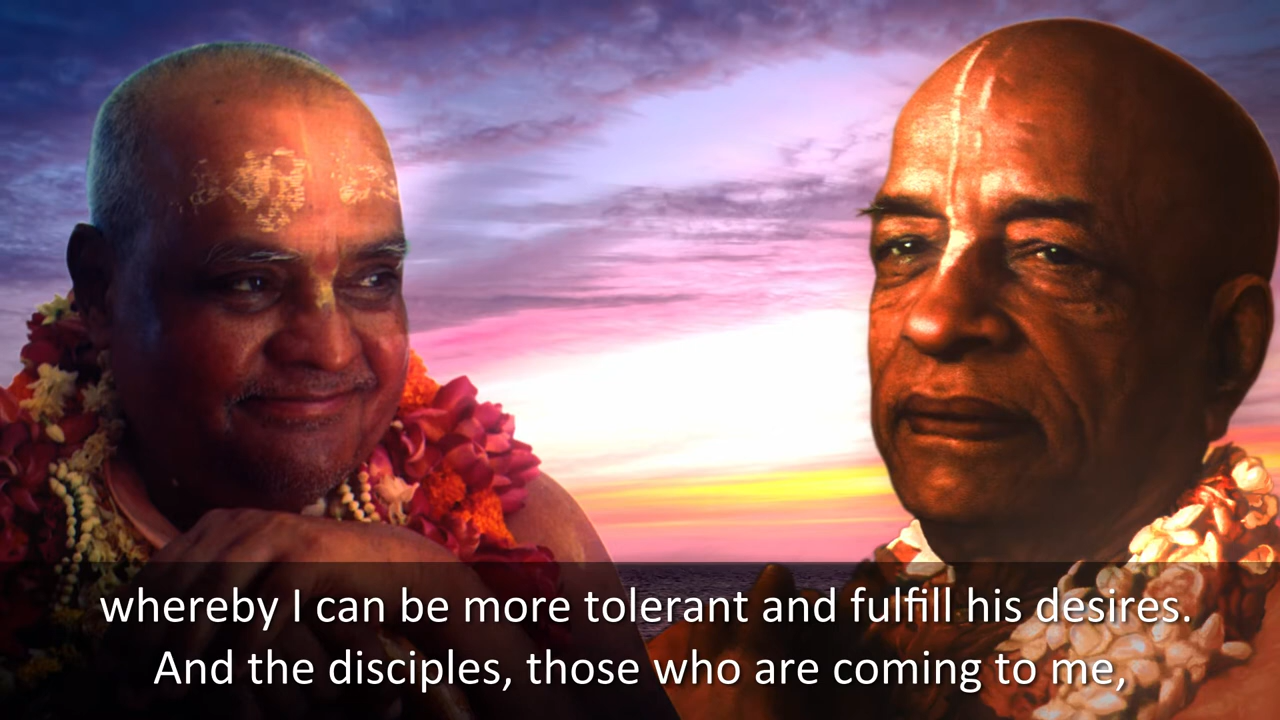 whereby I can be more tolerant and fulfill his desires.
And the disciples, those who are coming to me,